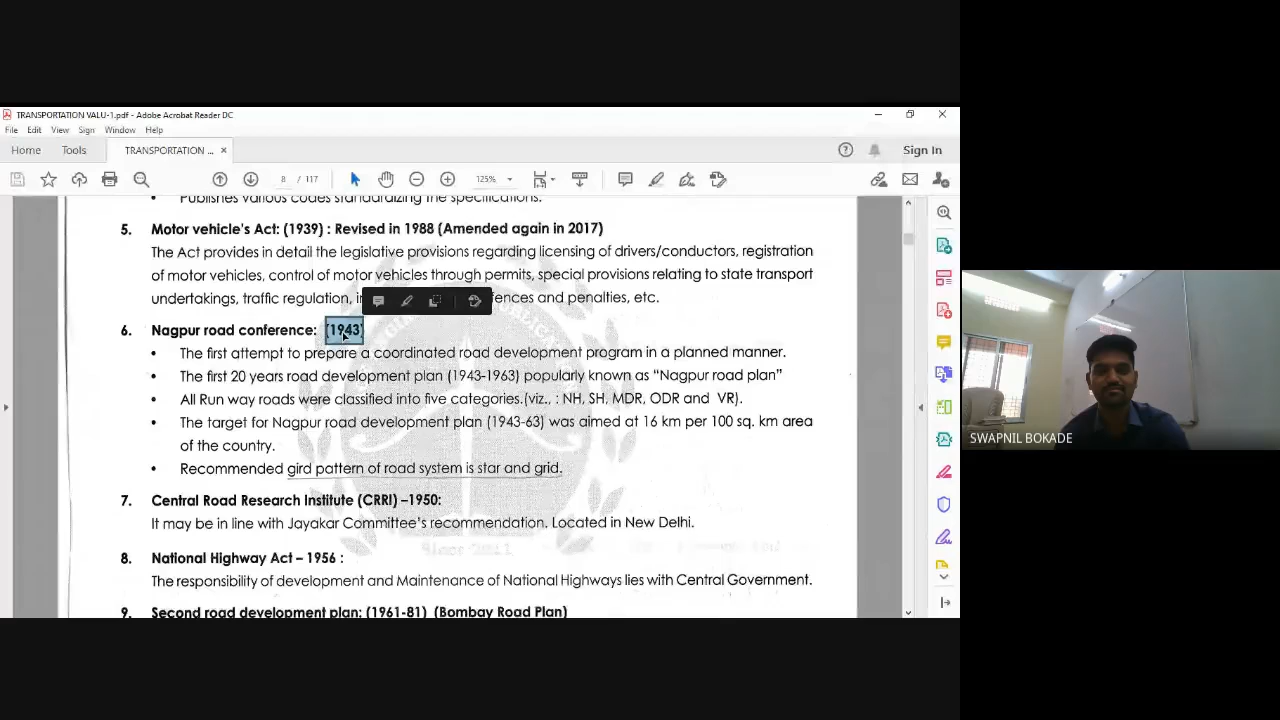 TRANSPORTATION VALU-1.pdf - Adobe Acrobat Reader DC
File Edit View Sign Window Help
Home Tools TRANSPORTATION ... × Sign In
8 / 117 125%
Publishes various codes standardizing the specifications.
5. Motor vehicle's Act: (1939) : Revised in 1988 (Amended again in 2017)
The Act provides in detail the legislative provisions regarding licensing of drivers/conductors, registration
of motor vehicles, control of motor vehicles through permits, special provisions relating to state transport
undertakings, traffic regulation, in fences and penalties, etc.
6. Nagpur road conference: (1943)
• The first attempt to prepare a coordinated road development program in a planned manner.
• The first 20 years road development plan (1943-1963) popularly known as “Nagpur road plan”
• All Run way roads were classified into five categories.(viz., : NH, SH, MDR, ODR and VR).
• The target for Nagpur road development plan (1943-63) was aimed at 16 km per 100 sq. km area
of the country.
• Recommended gird pattern of road system is star and grid.
7. Central Road Research Institute (CRRI) –1950:
It may be in line with Jayakar Committee's recommendation. Located in New Delhi.
Since 2011
8. National Highway Act – 1956 :
The responsibility of development and Maintenance of National Highways lies with Central Government.
9. Second road development plan: (1961-81) (Bombay Road Plan)
SWAPNIL BOKADE